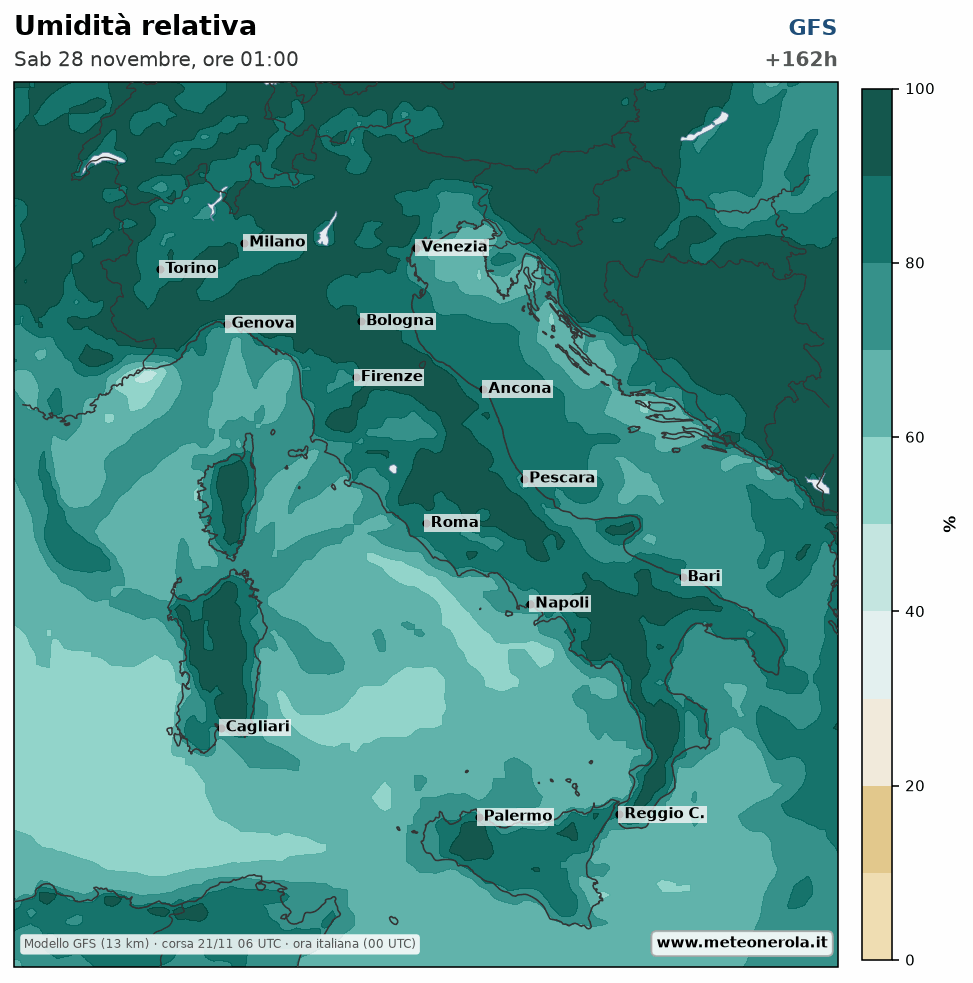 Umidità relativa
GFS
Sab 28 novembre, ore 01:00
+162h
100
80
60
40
20
0
%
Milano
Venezia
Torino
Genova
Bologna
Firenze
Ancona
Pescara
Roma
Bari
Napoli
Cagliari
Palermo
Reggio C.
Modello GFS (13 km) · corsa 21/11 06 UTC · ora italiana (00 UTC)
www.meteonerola.it